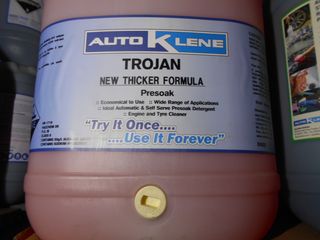 AUTO KLENE
TROJAN
NEW THICKER FORMULA
Presoak
Economical to Use Wide Range of Applications
Ideal Automatic & Self Serve Presoak Detergent
Engine and Tyre Cleaner
"Try It Once....
....Use It Forever"
AUTO